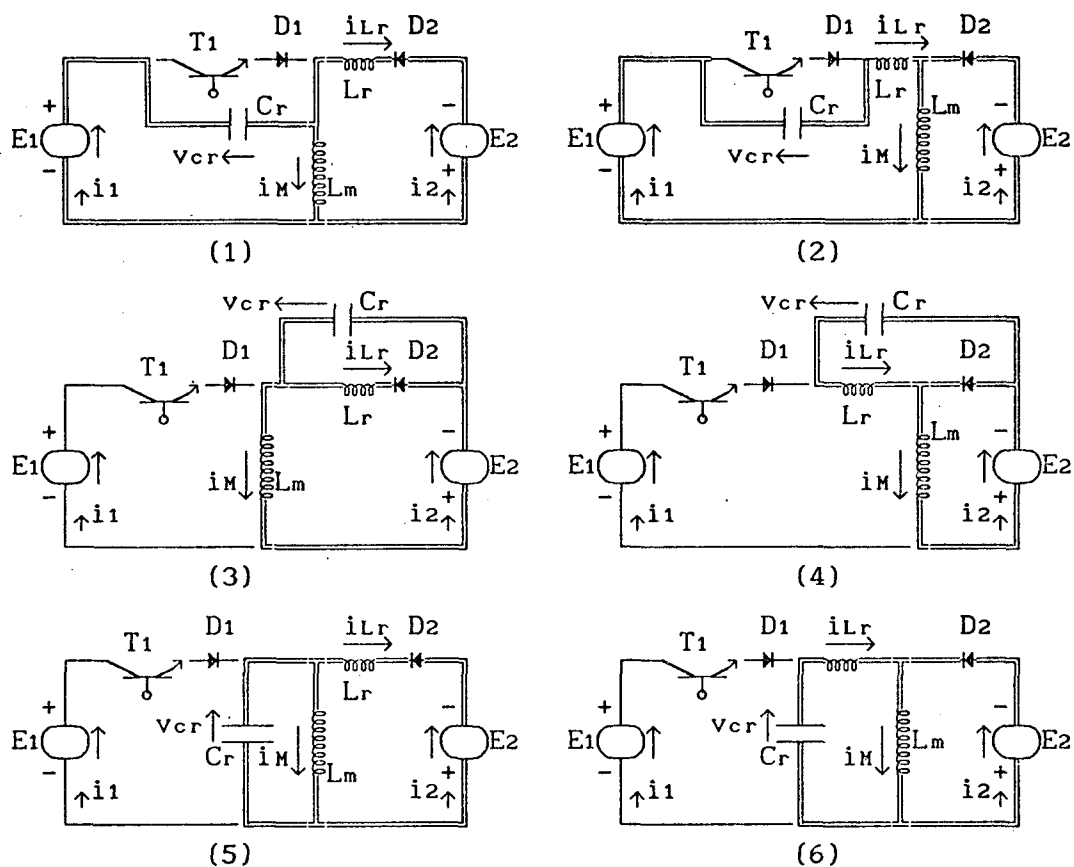 T1 D1 iLr D2
Lr
Cr
+ −
E1 vcr E2
− i1 iM Lm i2 +
(1)
T1 D1 iLr D2
Lr
Cr Lm
+ −
E1 vcr E2
− i1 iM i2 +
(2)
vcr Cr
T1 D1 iLr D2
Lr
+ −
E1 E2
− i1 iM Lm i2 +
(3)
vcr Cr
T1 D1 iLr D2
Lr
+ Lm −
E1 E2
− i1 iM i2 +
(4)
T1 D1 iLr D2
Lr
+ vcr −
E1 Cr iM E2
− i1 Lm i2 +
(5)
T1 D1 iLr D2
Lr
+ vcr −
E1 Cr iM Lm E2
− i1 i2 +
(6)